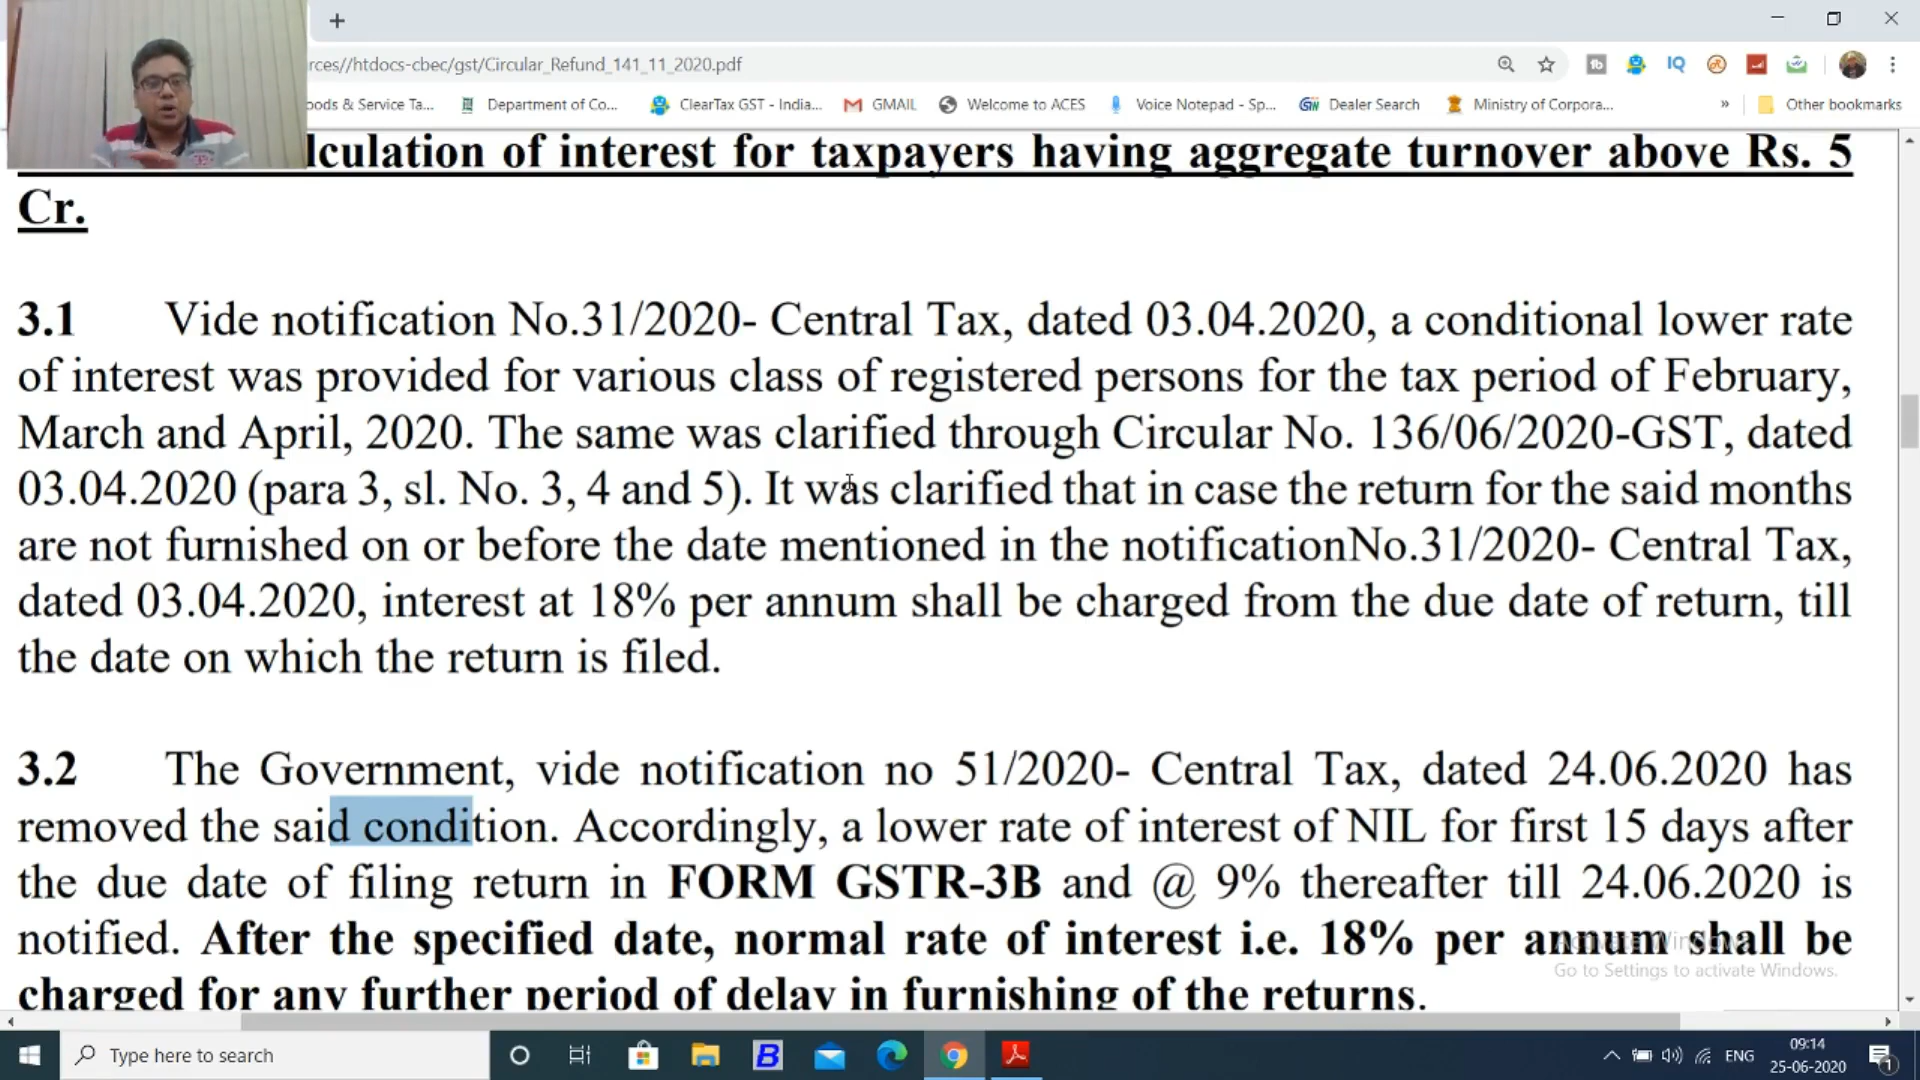 rces//htdocs-cbec/gst/Circular_Refund_141_11_2020.pdf
oods & Service Ta... Department of Co... ClearTax GST - India... GMAIL Welcome to ACES Voice Notepad - Sp... Dealer Search Ministry of Corpora... » Other bookmarks
lculation of interest for taxpayers having aggregate turnover above Rs. 5
Cr.
3.1 Vide notification No.31/2020- Central Tax, dated 03.04.2020, a conditional lower rate
of interest was provided for various class of registered persons for the tax period of February,
March and April, 2020. The same was clarified through Circular No. 136/06/2020-GST, dated
03.04.2020 (para 3, sl. No. 3, 4 and 5). It was clarified that in case the return for the said months
are not furnished on or before the date mentioned in the notificationNo.31/2020- Central Tax,
dated 03.04.2020, interest at 18% per annum shall be charged from the due date of return, till
the date on which the return is filed.
3.2 The Government, vide notification no 51/2020- Central Tax, dated 24.06.2020 has
removed the said condition. Accordingly, a lower rate of interest of NIL for first 15 days after
the due date of filing return in FORM GSTR-3B and @ 9% thereafter till 24.06.2020 is
notified. After the specified date, normal rate of interest i.e. 18% per annum shall be
charged for any further period of delay in furnishing of the returns.
Activate Windows
Go to Settings to activate Windows.
Type here to search
ENG
09:14
25-06-2020
1